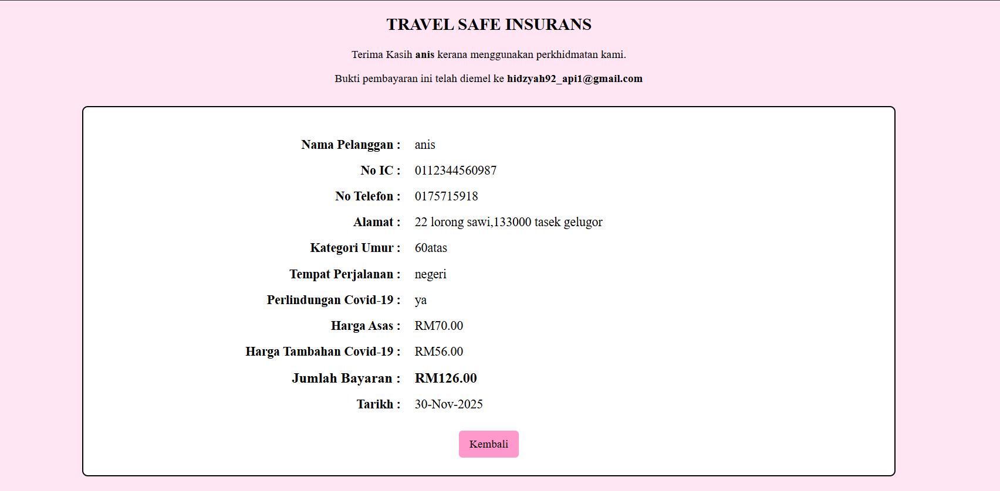 TRAVEL SAFE INSURANS
Terima Kasih anis kerana menggunakan perkhidmatan kami.
Bukti pembayaran ini telah diemel ke hidzyah92_api1@gmail.com
Nama Pelanggan : anis
No IC : 0112344560987
No Telefon : 0175715918
Alamat : 22 lorong sawi,133000 tasek gelugor
Kategori Umur : 60atas
Tempat Perjalanan : negeri
Perlindungan Covid-19 : ya
Harga Asas : RM70.00
Harga Tambahan Covid-19 : RM56.00
Jumlah Bayaran : RM126.00
Tarikh : 30-Nov-2025
Kembali